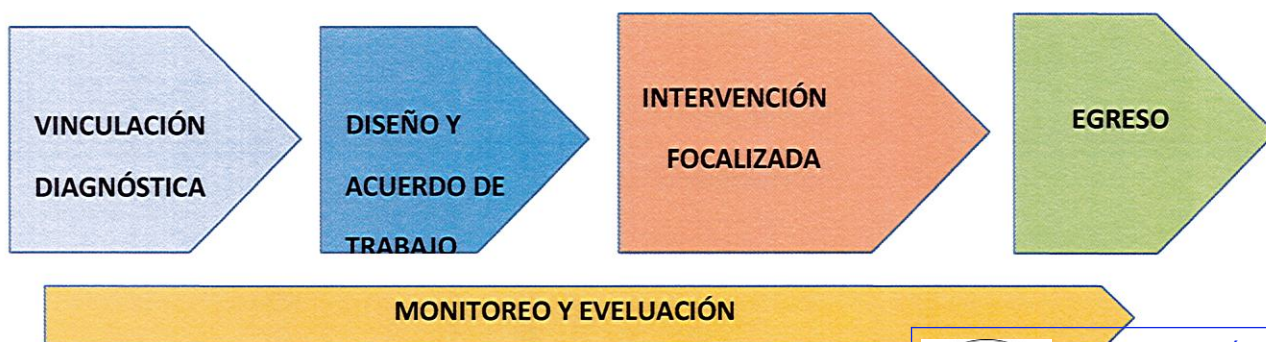 VINCULACIÓN
DIAGNÓSTICA
DISEÑO Y
ACUERDO DE
TRABAJO
INTERVENCIÓN
FOCALIZADA
EGRESO
MONITOREO Y EVELUACIÓN